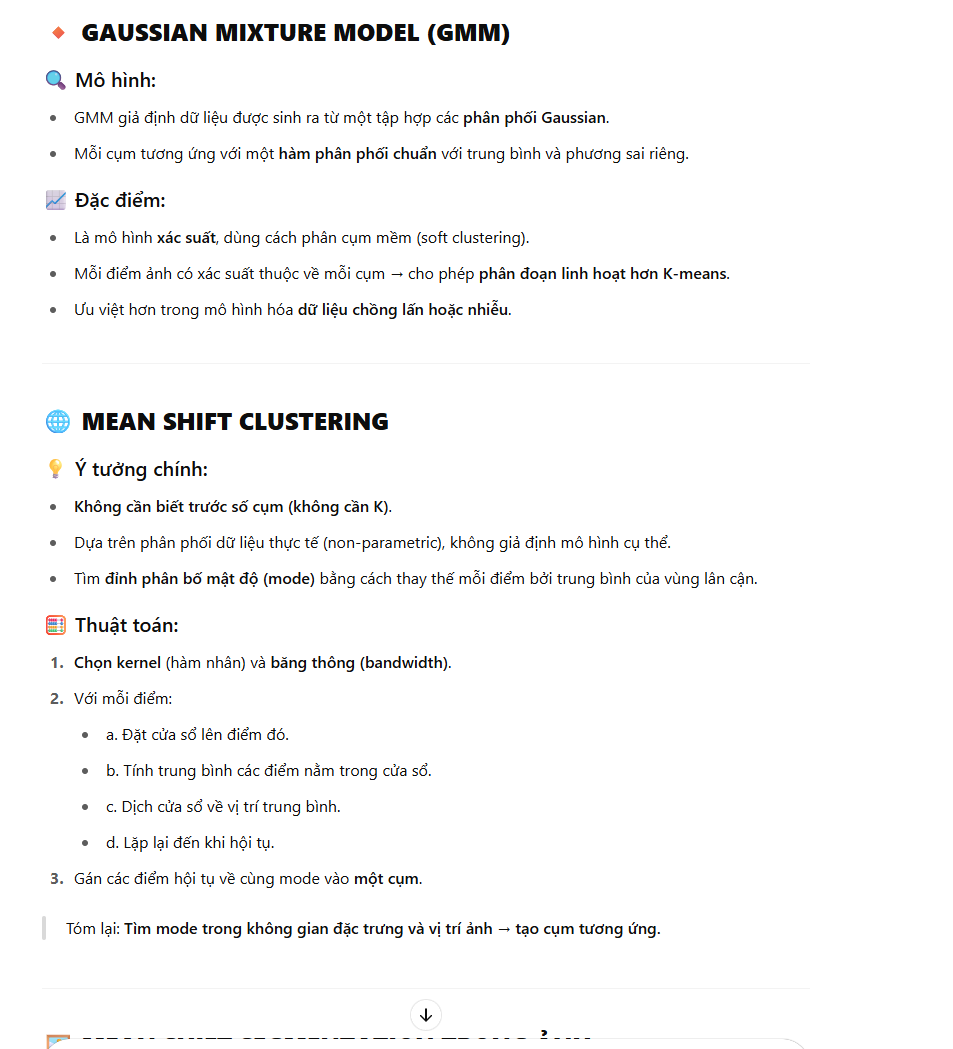 GAUSSIAN MIXTURE MODEL (GMM)
Mô hình:
GMM giả định dữ liệu được sinh ra từ một tập hợp các phân phối Gaussian.
Mỗi cụm tương ứng với một hàm phân phối chuẩn với trung bình và phương sai riêng.
Đặc điểm:
Là mô hình xác suất, dùng cách phân cụm mềm (soft clustering).
Mỗi điểm ảnh có xác suất thuộc về mỗi cụm → cho phép phân đoạn linh hoạt hơn K-means.
Ưu việt hơn trong mô hình hóa dữ liệu chồng lấn hoặc nhiễu.
MEAN SHIFT CLUSTERING
Ý tưởng chính:
Không cần biết trước số cụm (không cần K).
Dựa trên phân phối dữ liệu thực tế (non-parametric), không giả định mô hình cụ thể.
Tìm đỉnh phân bố mật độ (mode) bằng cách thay thế mỗi điểm bởi trung bình của vùng lân cận.
Thuật toán:
1. Chọn kernel (hàm nhân) và băng thông (bandwidth).
2. Với mỗi điểm:
a. Đặt cửa sổ lên điểm đó.
b. Tính trung bình các điểm nằm trong cửa sổ.
c. Dịch cửa sổ về vị trí trung bình.
d. Lặp lại đến khi hội tụ.
3. Gán các điểm hội tụ về cùng mode vào một cụm.
Tóm lại: Tìm mode trong không gian đặc trưng và vị trí ảnh → tạo cụm tương ứng.